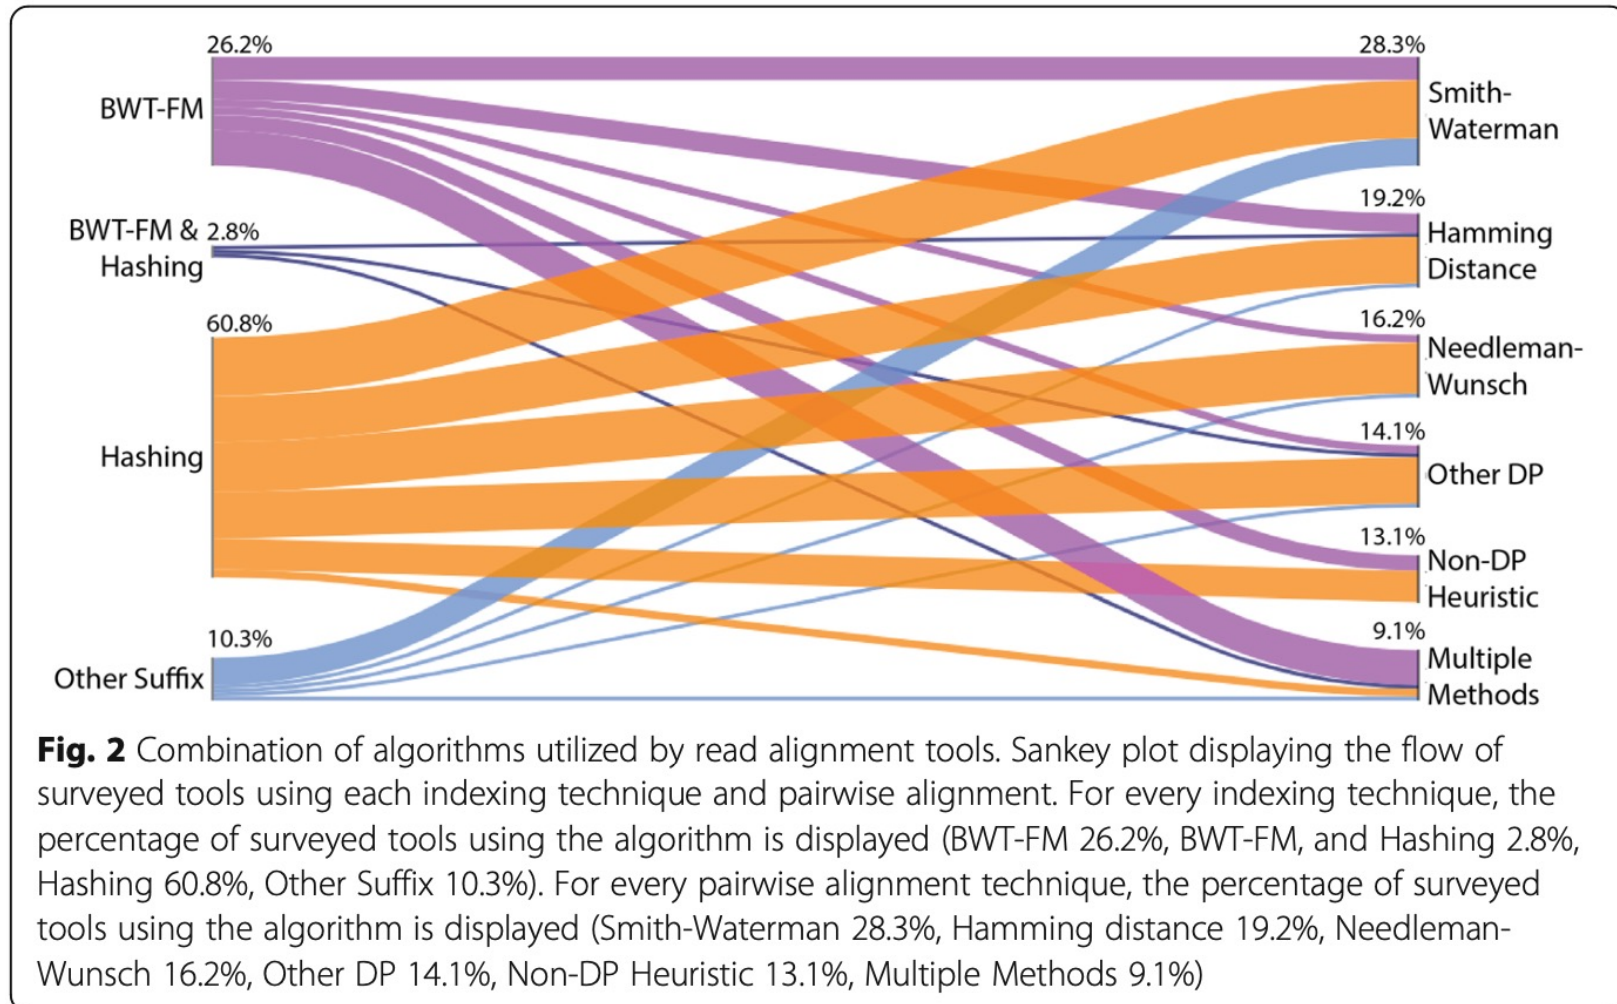 26.2%
BWT-FM
BWT-FM & 2.8%
Hashing
60.8%
Hashing
10.3%
Other Suffix
28.3%
Smith-
Waterman
19.2%
Hamming
Distance
16.2%
Needleman-
Wunsch
14.1%
Other DP
13.1%
Non-DP
Heuristic
9.1%
Multiple
Methods
Fig. 2 Combination of algorithms utilized by read alignment tools. Sankey plot displaying the flow of
surveyed tools using each indexing technique and pairwise alignment. For every indexing technique, the
percentage of surveyed tools using the algorithm is displayed (BWT-FM 26.2%, BWT-FM, and Hashing 2.8%,
Hashing 60.8%, Other Suffix 10.3%). For every pairwise alignment technique, the percentage of surveyed
tools using the algorithm is displayed (Smith-Waterman 28.3%, Hamming distance 19.2%, Needleman-
Wunsch 16.2%, Other DP 14.1%, Non-DP Heuristic 13.1%, Multiple Methods 9.1%)